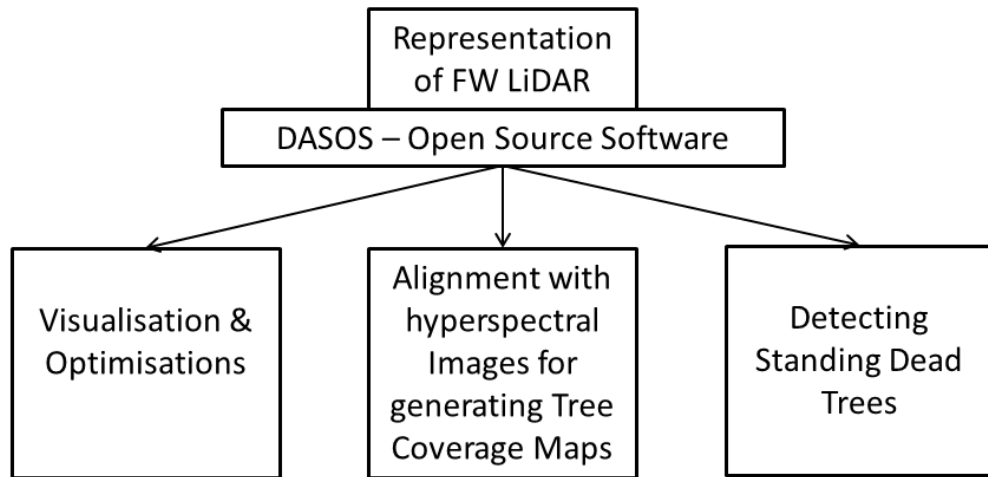 Representation
of FW LiDAR
DASOS – Open Source Software
Visualisation &
Optimisations
Alignment with
hyperspectral
Images for
generating Tree
Coverage Maps
Detecting
Standing Dead
Trees